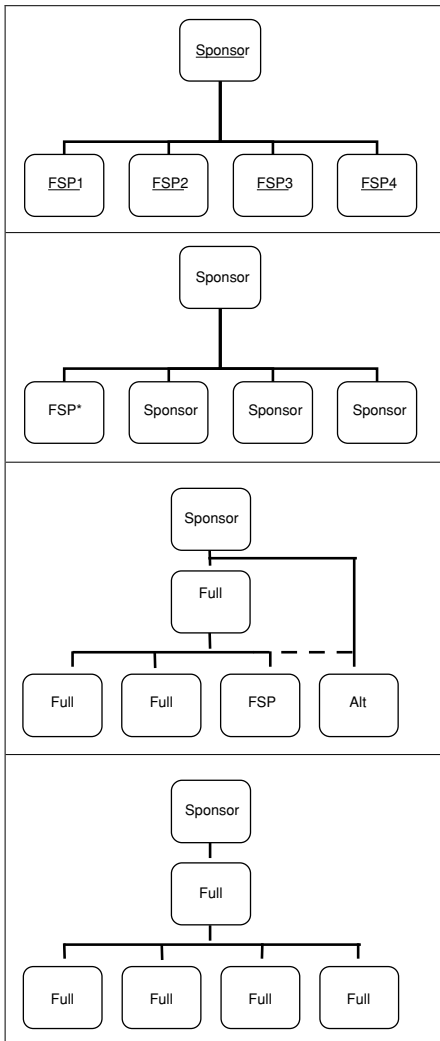 Sponsor
FSP1 FSP2 FSP3 FSP4
Sponsor
FSP* Sponsor Sponsor Sponsor
Sponsor
Full
Full Full FSP Alt
Sponsor
Full
Full Full Full Full